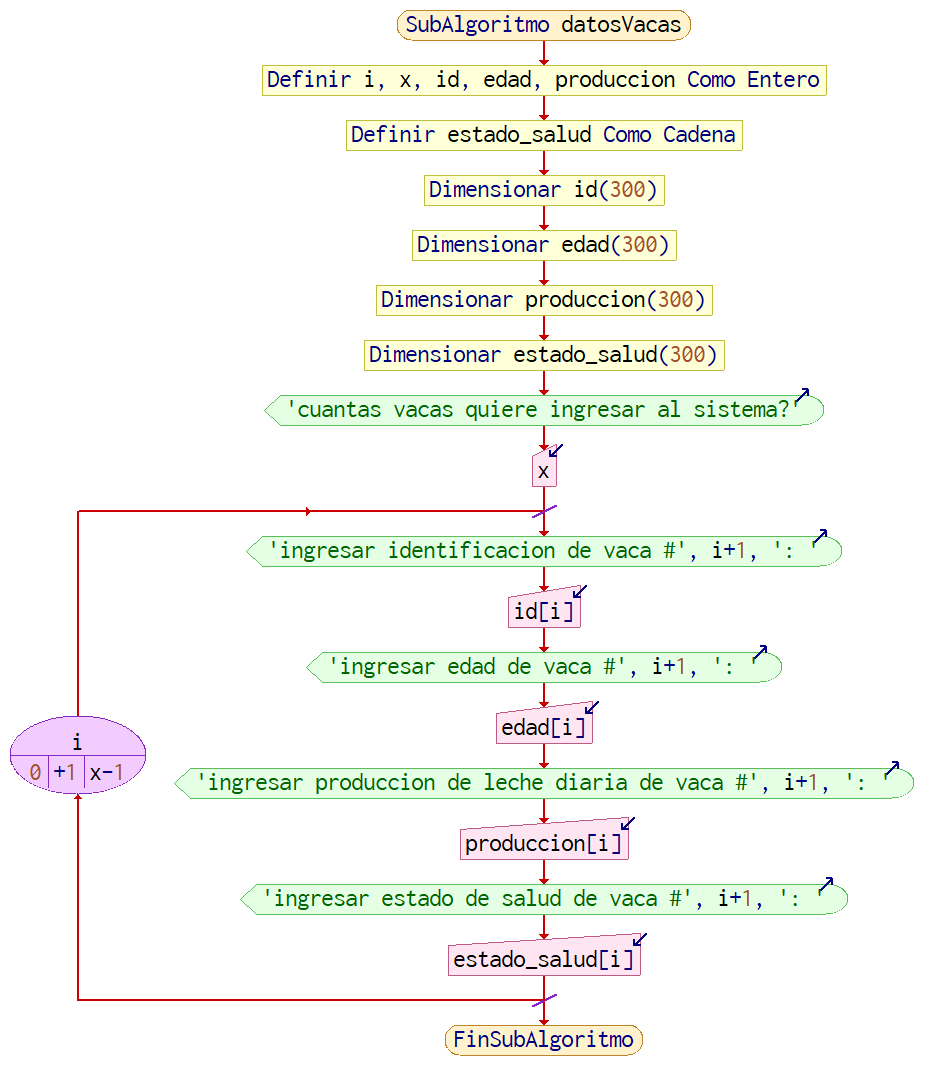 SubAlgoritmo datosVacas
Definir i, x, id, edad, produccion Como Entero
Definir estado_salud Como Cadena
Dimensionar id(300)
Dimensionar edad(300)
Dimensionar produccion(300)
Dimensionar estado_salud(300)
'cuantas vacas quiere ingresar al sistema?'
x
'ingresar identificacion de vaca #', i+1, ': '
id[i]
'ingresar edad de vaca #', i+1, ': '
edad[i]
i
0 +1 x-1
'ingresar produccion de leche diaria de vaca #', i+1, ': '
produccion[i]
'ingresar estado de salud de vaca #', i+1, ': '
estado_salud[i]
FinSubAlgoritmo